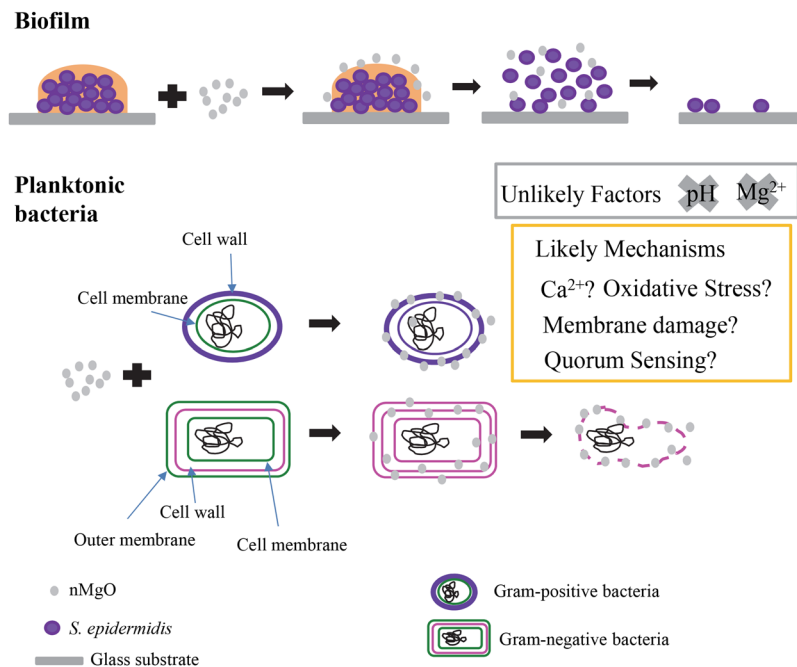 Biofilm
Planktonic
bacteria
Unlikely Factors pH Mg²⁺
Likely Mechanisms
Ca²⁺? Oxidative Stress?
Membrane damage?
Quorum Sensing?
Cell wall
Cell membrane
Cell wall
Outer membrane
Cell membrane
nMgO
S. epidermidis
Glass substrate
Gram-positive bacteria
Gram-negative bacteria